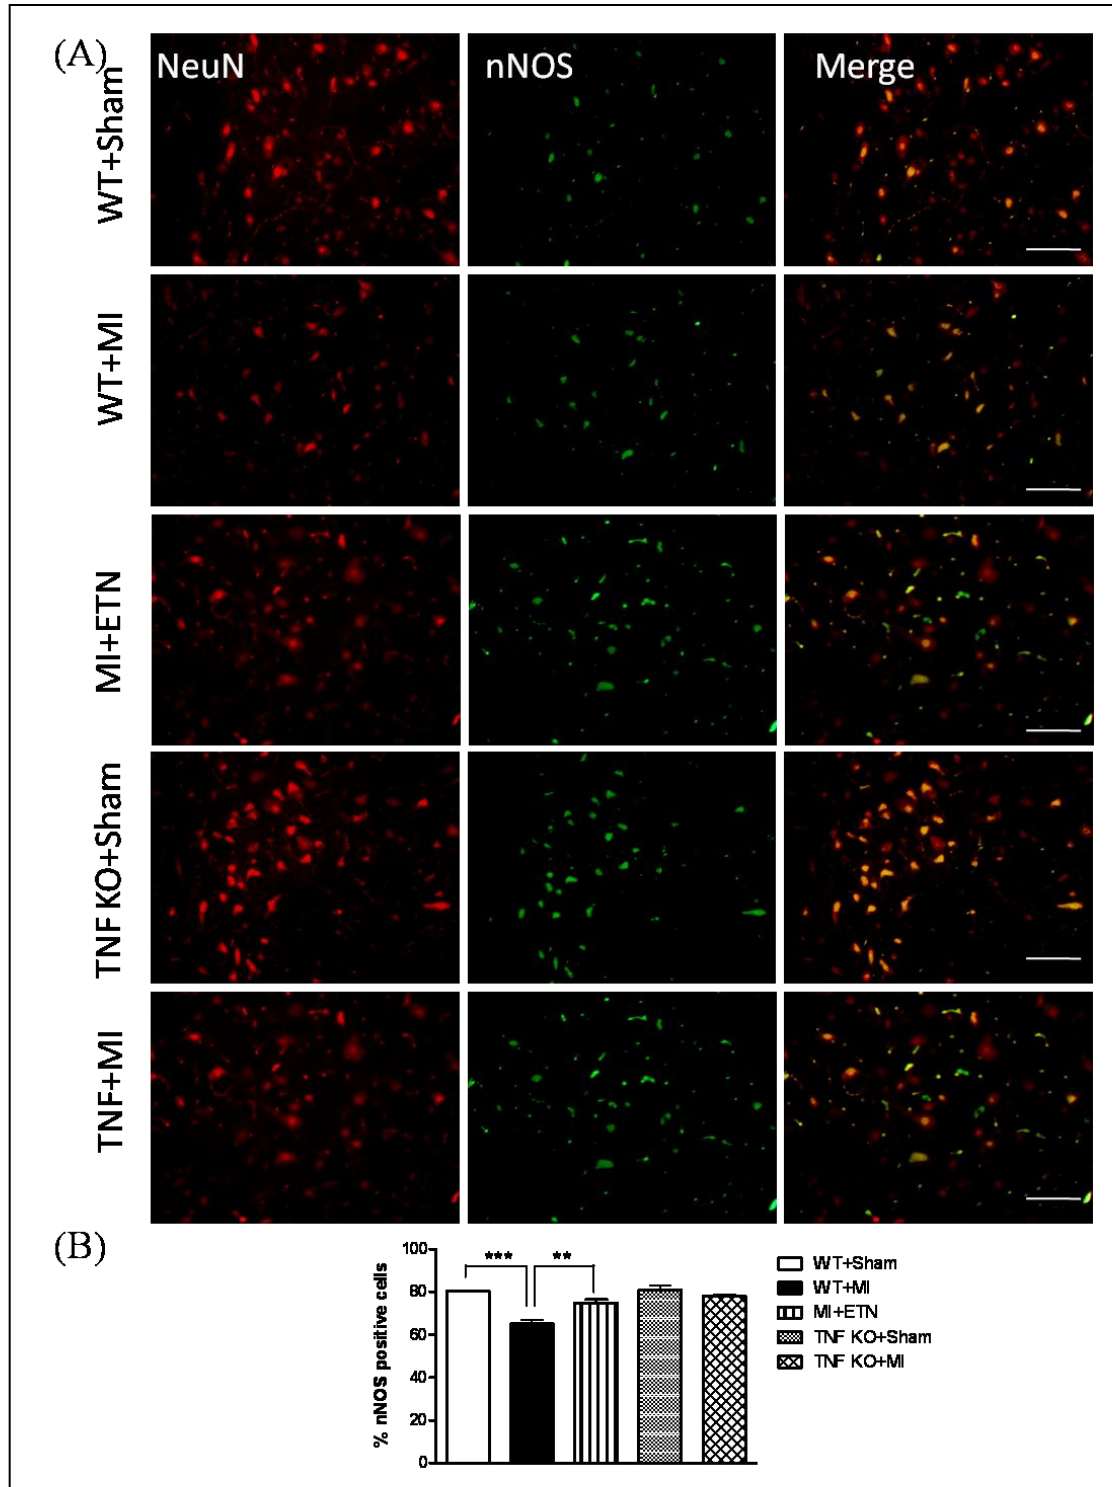 (A)
NeuN nNOS Merge
WT+Sham
WT+MI
MI+ETN
TNF KO+Sham
TNF+MI
(B)
% nNOS positive cells
100
80
60
40
20
0
*** **
WT+Sham
WT+MI
MI+ETN
TNF KO+Sham
TNF KO+MI